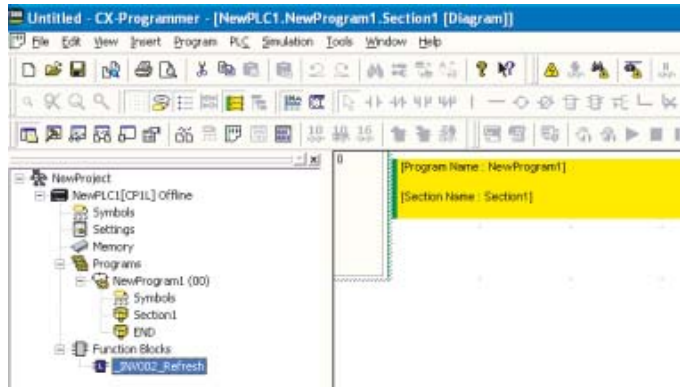 Untitled - CX-Programmer - [NewPLC1.NewProgram1.Section1 [Diagram]]
File Edit View Insert Program PLC Simulation Tools Window Help
NewProject
NewPLC1[CP1L] Offline
Symbols
Settings
Memory
Programs
NewProgram1 (00)
Symbols
Section1
END
Function Blocks
_INV002_Refresh
0
[Program Name : NewProgram1]
[Section Name : Section1]